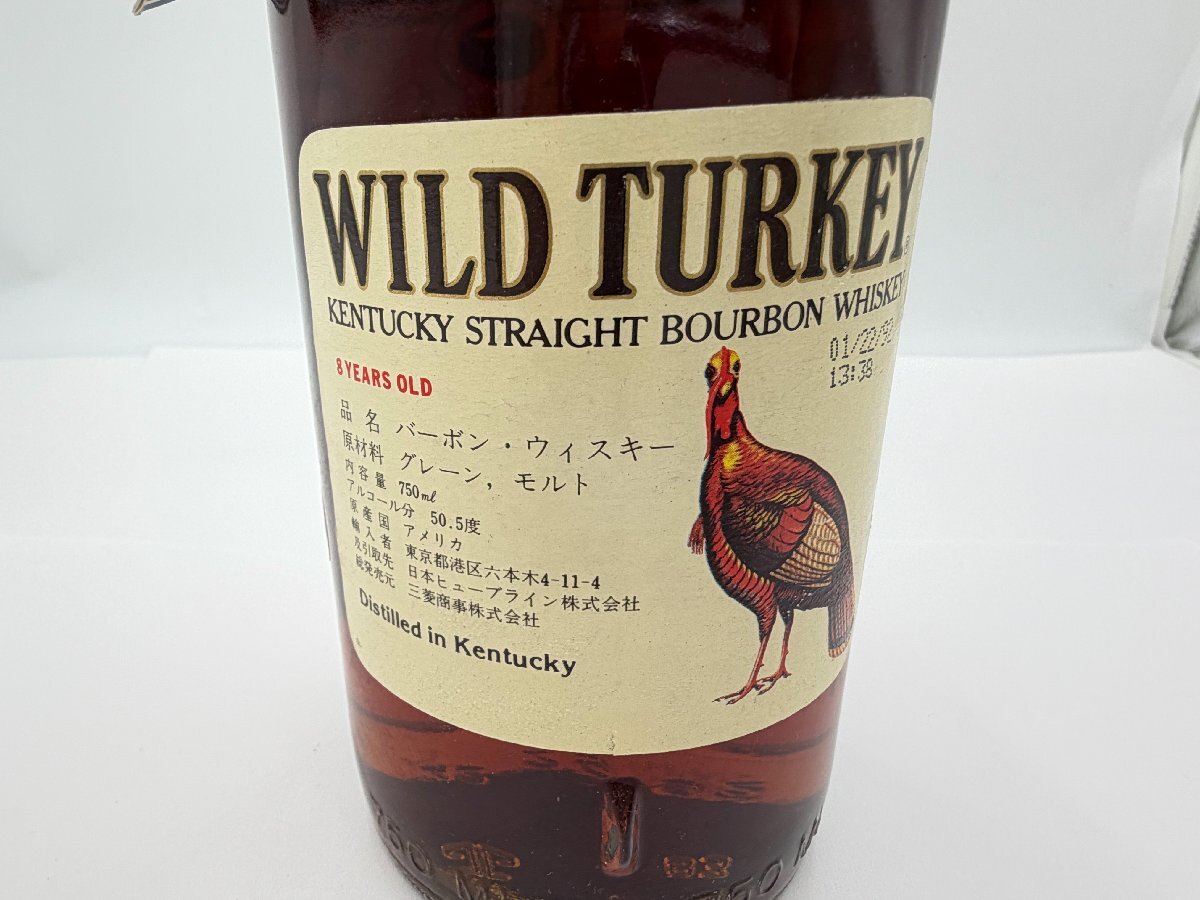 WILD TURKEY®
KENTUCKY STRAIGHT BOURBON WHISKEY
01/22/92
13:38
8 YEARS OLD
品名 バーボン・ウィスキー
原材料 グレーン, モルト
内容量 750ml
アルコール分 50.5度
原産国 アメリカ
輸入者 東京都港区六本木4-11-4
及引取先 日本ヒューブライン株式会社
総発売元 三菱商事株式会社
Distilled in Kentucky
750 83 750